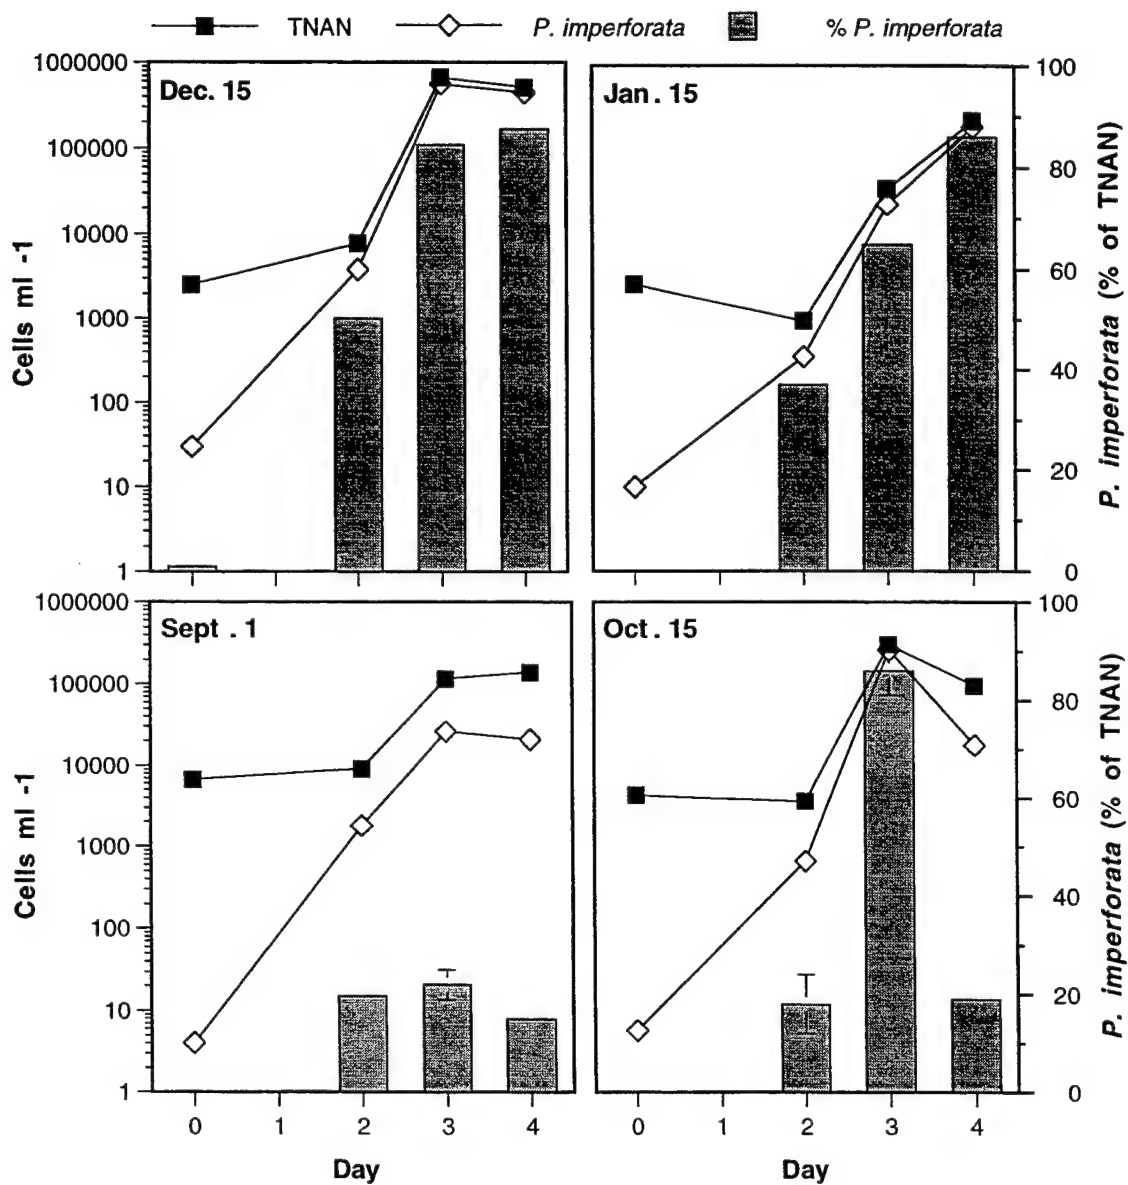 TNAN P. imperforata % P. imperforata
Dec. 15
Jan. 15
1000000
100000
10000
1000
100
10
1
Cells ml -1
100
80
60
40
20
0
P. imperforata (% of TNAN)
Sept . 1
Oct. 15
1000000
100000
10000
1000
100
10
1
Cells ml -1
100
80
60
40
20
0
P. imperforata (% of TNAN)
0 1 2 3 4
0 1 2 3 4
Day
Day